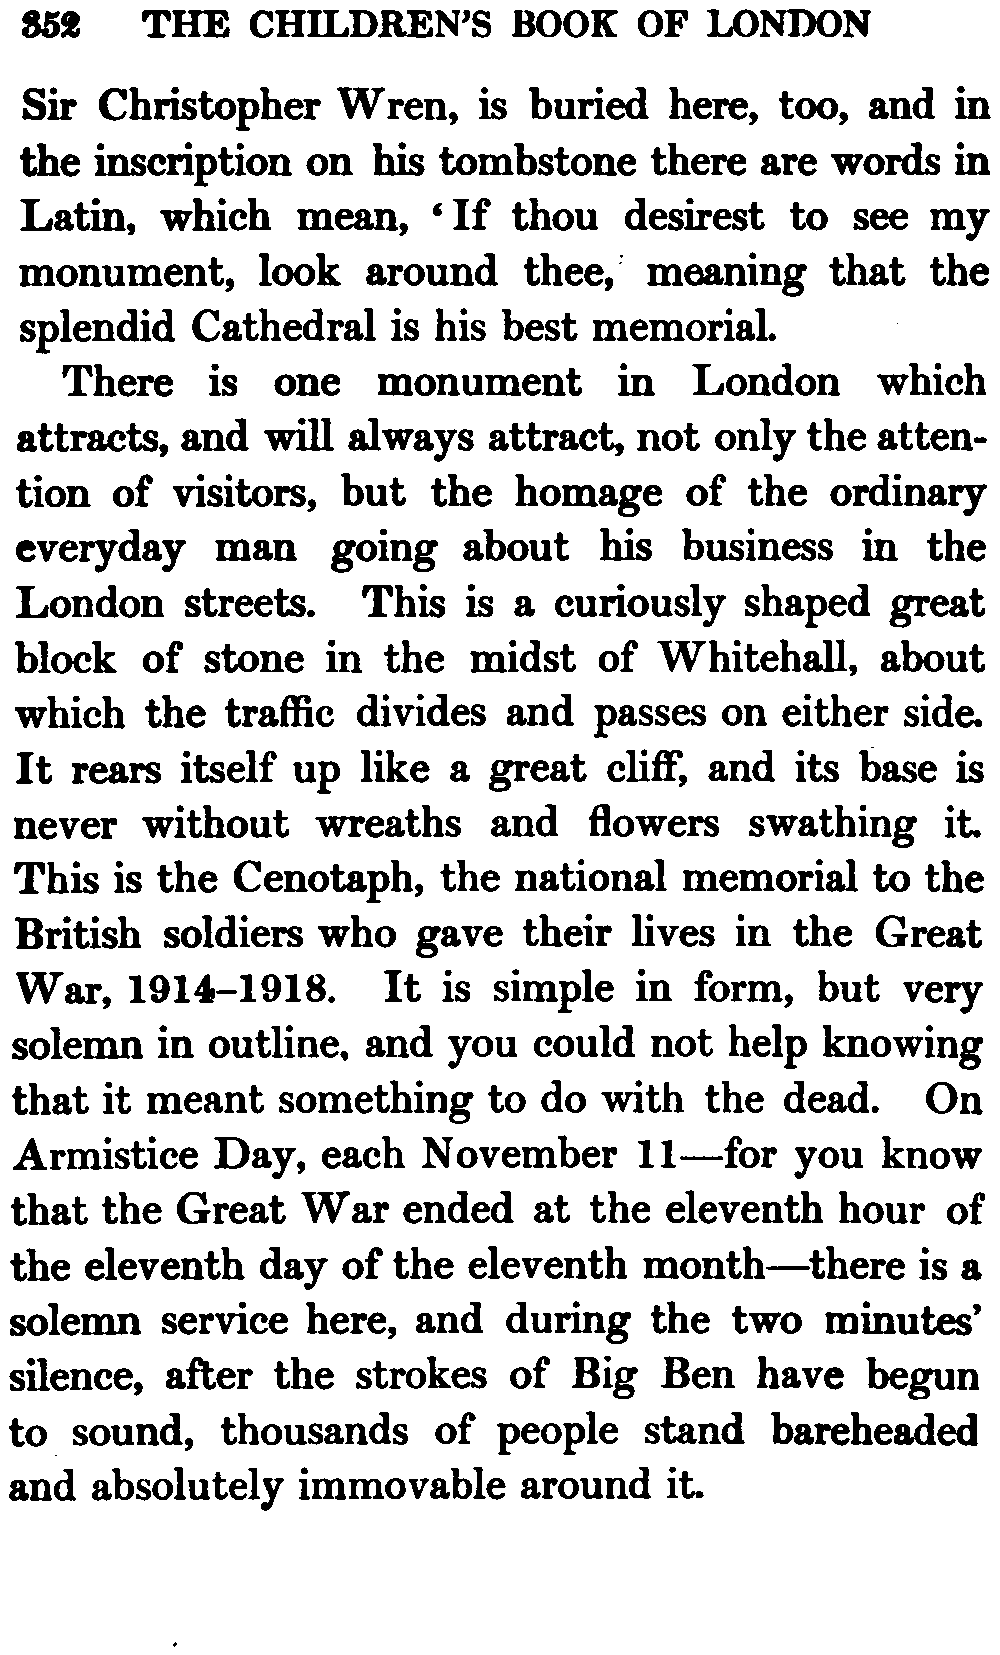 352 THE CHILDREN'S BOOK OF LONDON
Sir Christopher Wren, is buried here, too, and in
the inscription on his tombstone there are words in
Latin, which mean, ‘If thou desirest to see my
monument, look around thee,’ meaning that the
splendid Cathedral is his best memorial.
There is one monument in London which
attracts, and will always attract, not only the atten-
tion of visitors, but the homage of the ordinary
everyday man going about his business in the
London streets. This is a curiously shaped great
block of stone in the midst of Whitehall, about
which the traffic divides and passes on either side.
It rears itself up like a great cliff, and its base is
never without wreaths and flowers swathing it.
This is the Cenotaph, the national memorial to the
British soldiers who gave their lives in the Great
War, 1914–1918. It is simple in form, but very
solemn in outline, and you could not help knowing
that it meant something to do with the dead. On
Armistice Day, each November 11—for you know
that the Great War ended at the eleventh hour of
the eleventh day of the eleventh month—there is a
solemn service here, and during the two minutes’
silence, after the strokes of Big Ben have begun
to sound, thousands of people stand bareheaded
and absolutely immovable around it.